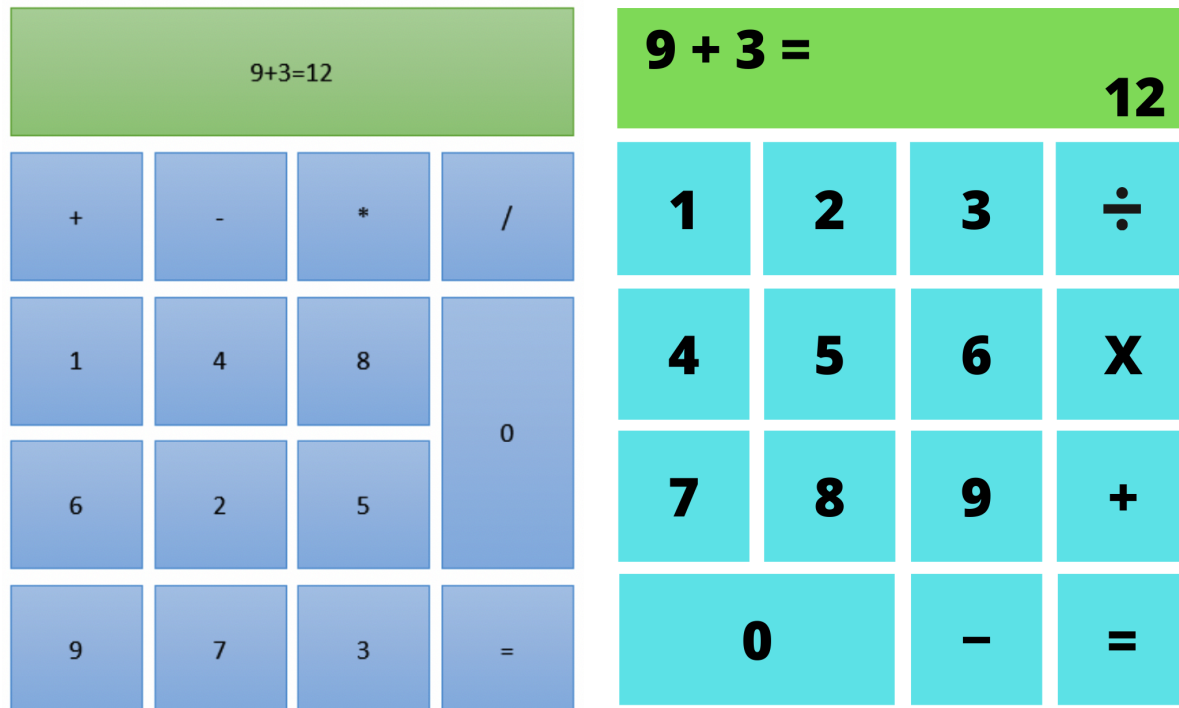 9+3=12
+ - * /
1 4 8
0
6 2 5
9 7 3 =
9 + 3 =
12
1 2 3 ÷
4 5 6 X
7 8 9 +
0 − =